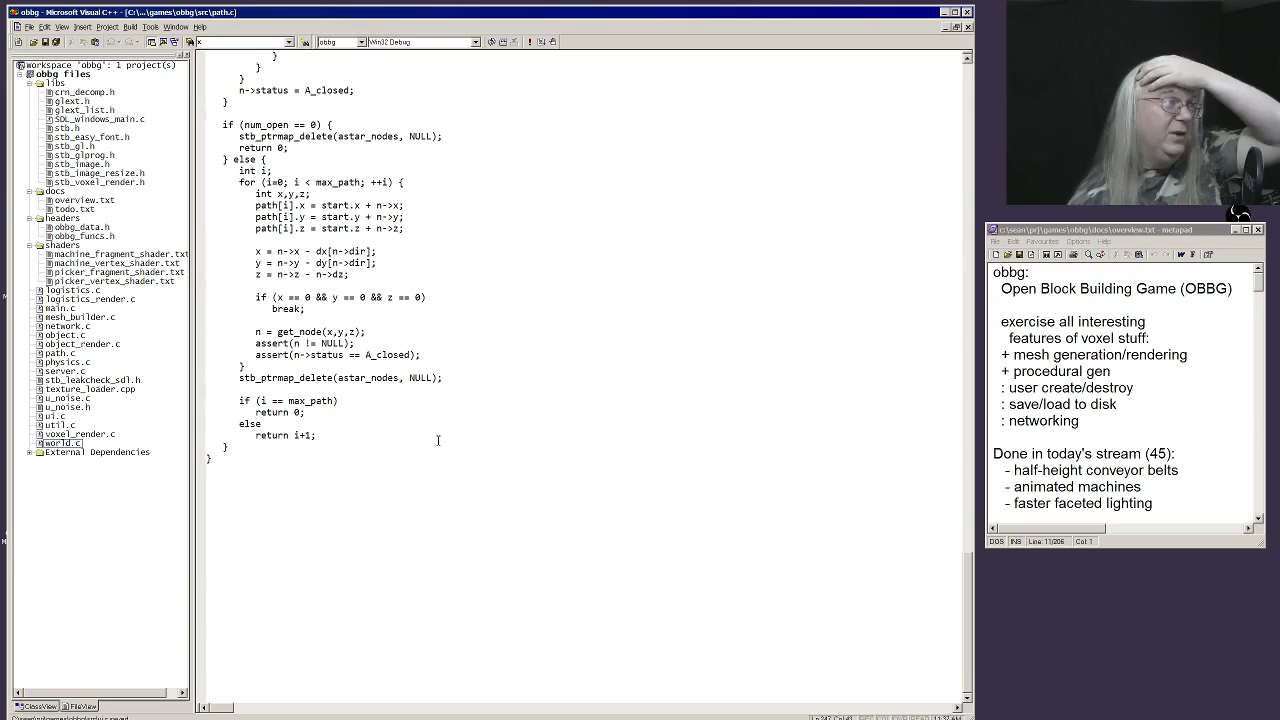 obbg - Microsoft Visual C++ - [C:\...\games\obbg\src\path.c]
File Edit View Insert Project Build Tools Window Help
x
obbg
Win32 Debug
Workspace 'obbg': 1 project(s)
obbg files
libs
crn_decomp.h
glext.h
glext_list.h
SDL_windows_main.c
stb.h
stb_easy_font.h
stb_gl.h
stb_glprog.h
stb_image.h
stb_image_resize.h
stb_voxel_render.h
docs
overview.txt
todo.txt
headers
obbg_data.h
obbg_funcs.h
shaders
machine_fragment_shader.txt
machine_vertex_shader.txt
picker_fragment_shader.txt
picker_vertex_shader.txt
logistics.c
logistics_render.c
main.c
mesh_builder.c
network.c
object.c
object_render.c
path.c
physics.c
server.c
stb_leakcheck_sdl.h
texture_loader.cpp
u_noise.c
u_noise.h
ui.c
util.c
voxel_render.c
world.c
External Dependencies
ClassView
FileView
}
}
}
n->status = A_closed;
}
if (num_open == 0) {
stb_ptrmap_delete(astar_nodes, NULL);
return 0;
} else {
int i;
for (i=0; i < max_path; ++i) {
int x,y,z;
path[i].x = start.x + n->x;
path[i].y = start.y + n->y;
path[i].z = start.z + n->z;
x = n->x - dx[n->dir];
y = n->y - dy[n->dir];
z = n->z - n->dz;
if (x == 0 && y == 0 && z == 0)
break;
n = get_node(x,y,z);
assert(n != NULL);
assert(n->status == A_closed);
}
stb_ptrmap_delete(astar_nodes, NULL);
if (i == max_path)
return 0;
else
return i+1;
}
}
c:\sean\prj\games\obbg\docs\overview.txt - metapad
File Edit Favourites Options Help
obbg:
Open Block Building Game (OBBG)
exercise all interesting
features of voxel stuff:
+ mesh generation/rendering
+ procedural gen
: user create/destroy
: save/load to disk
: networking
Done in today's stream (45):
- half-height conveyor belts
- animated machines
- faster faceted lighting
DOS
INS
Line: 11/206
Col: 1